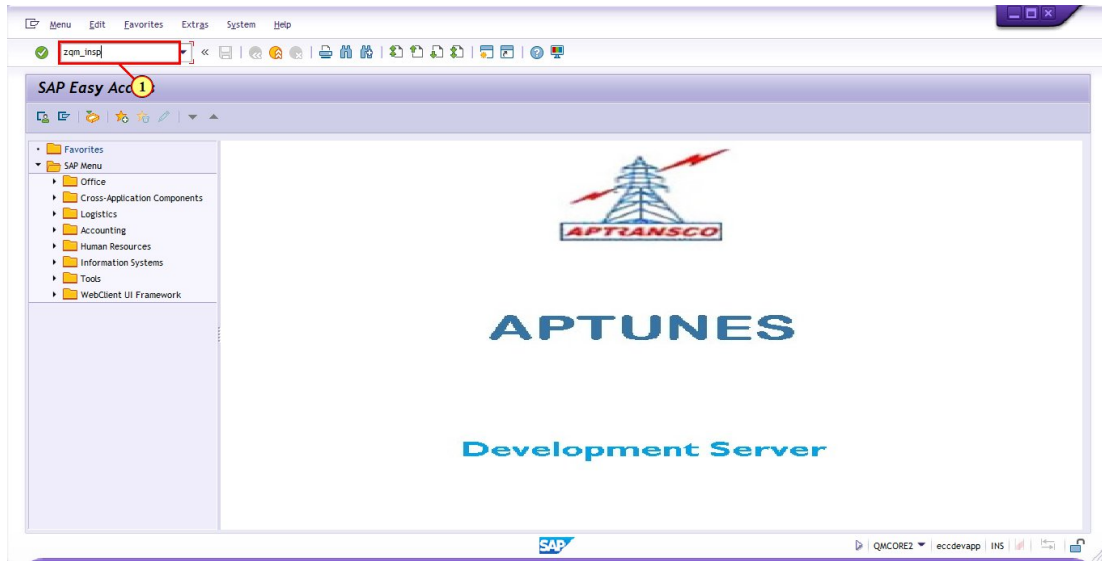 Menu Edit Favorites Extras System Help
zqm_insp
SAP Easy Acc
1
Favorites
SAP Menu
Office
Cross-Application Components
Logistics
Accounting
Human Resources
Information Systems
Tools
WebClient UI Framework
APTRANSCO
APTUNES
Development Server
SAP
QMCORE2 eccdevapp INS